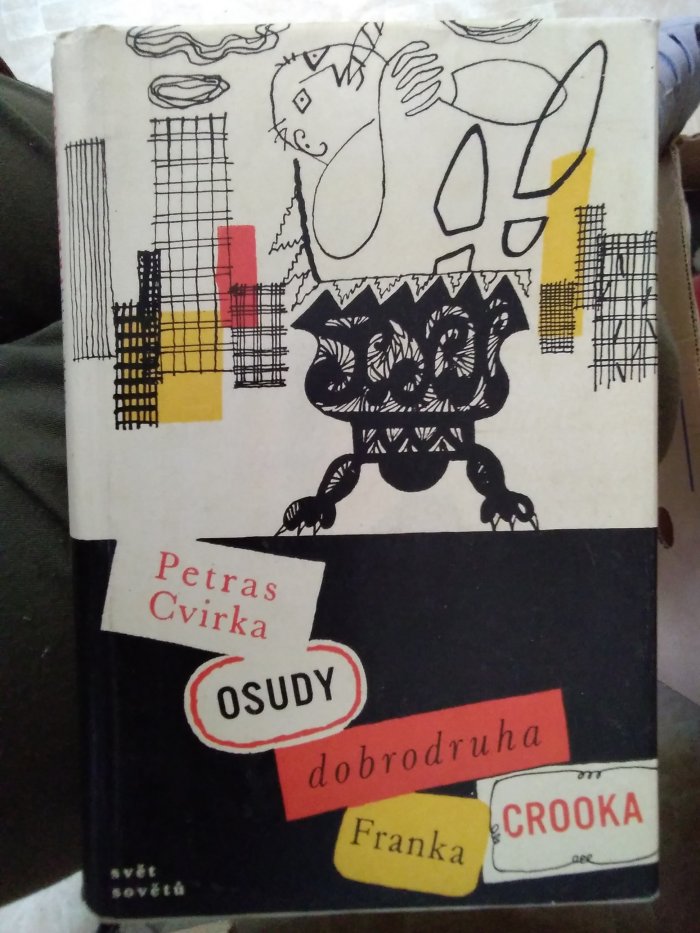 Petras
Cvirka
OSUDY
dobrodruha
Franka
CROOKA
svět
sovětů